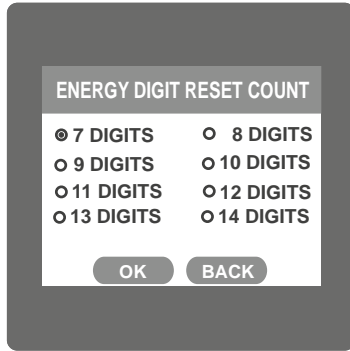 ENERGY DIGIT RESET COUNT
7 DIGITS 8 DIGITS
9 DIGITS 10 DIGITS
11 DIGITS 12 DIGITS
13 DIGITS 14 DIGITS
OK BACK